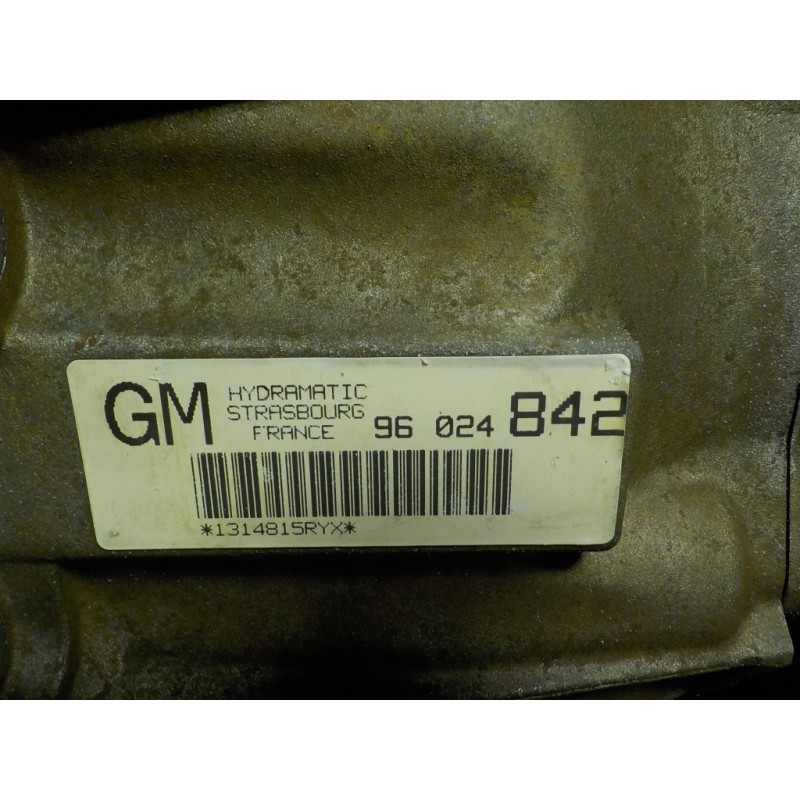 GM HYDRAMATIC
STRASBOURG
FRANCE 96 024 842
*1314815RYX*